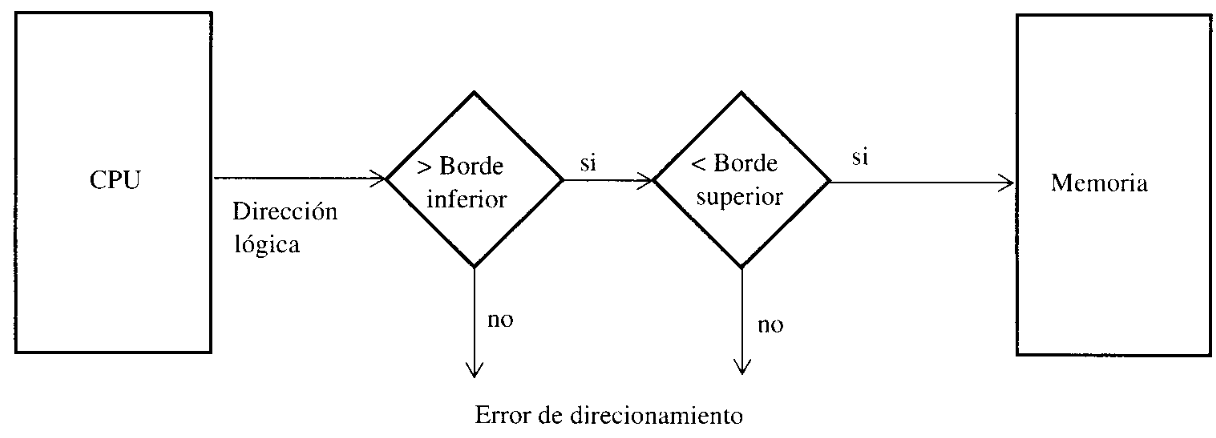 CPU
Dirección
lógica
> Borde
inferior
si
no
< Borde
superior
si
no
Memoria
Error de direcionamiento